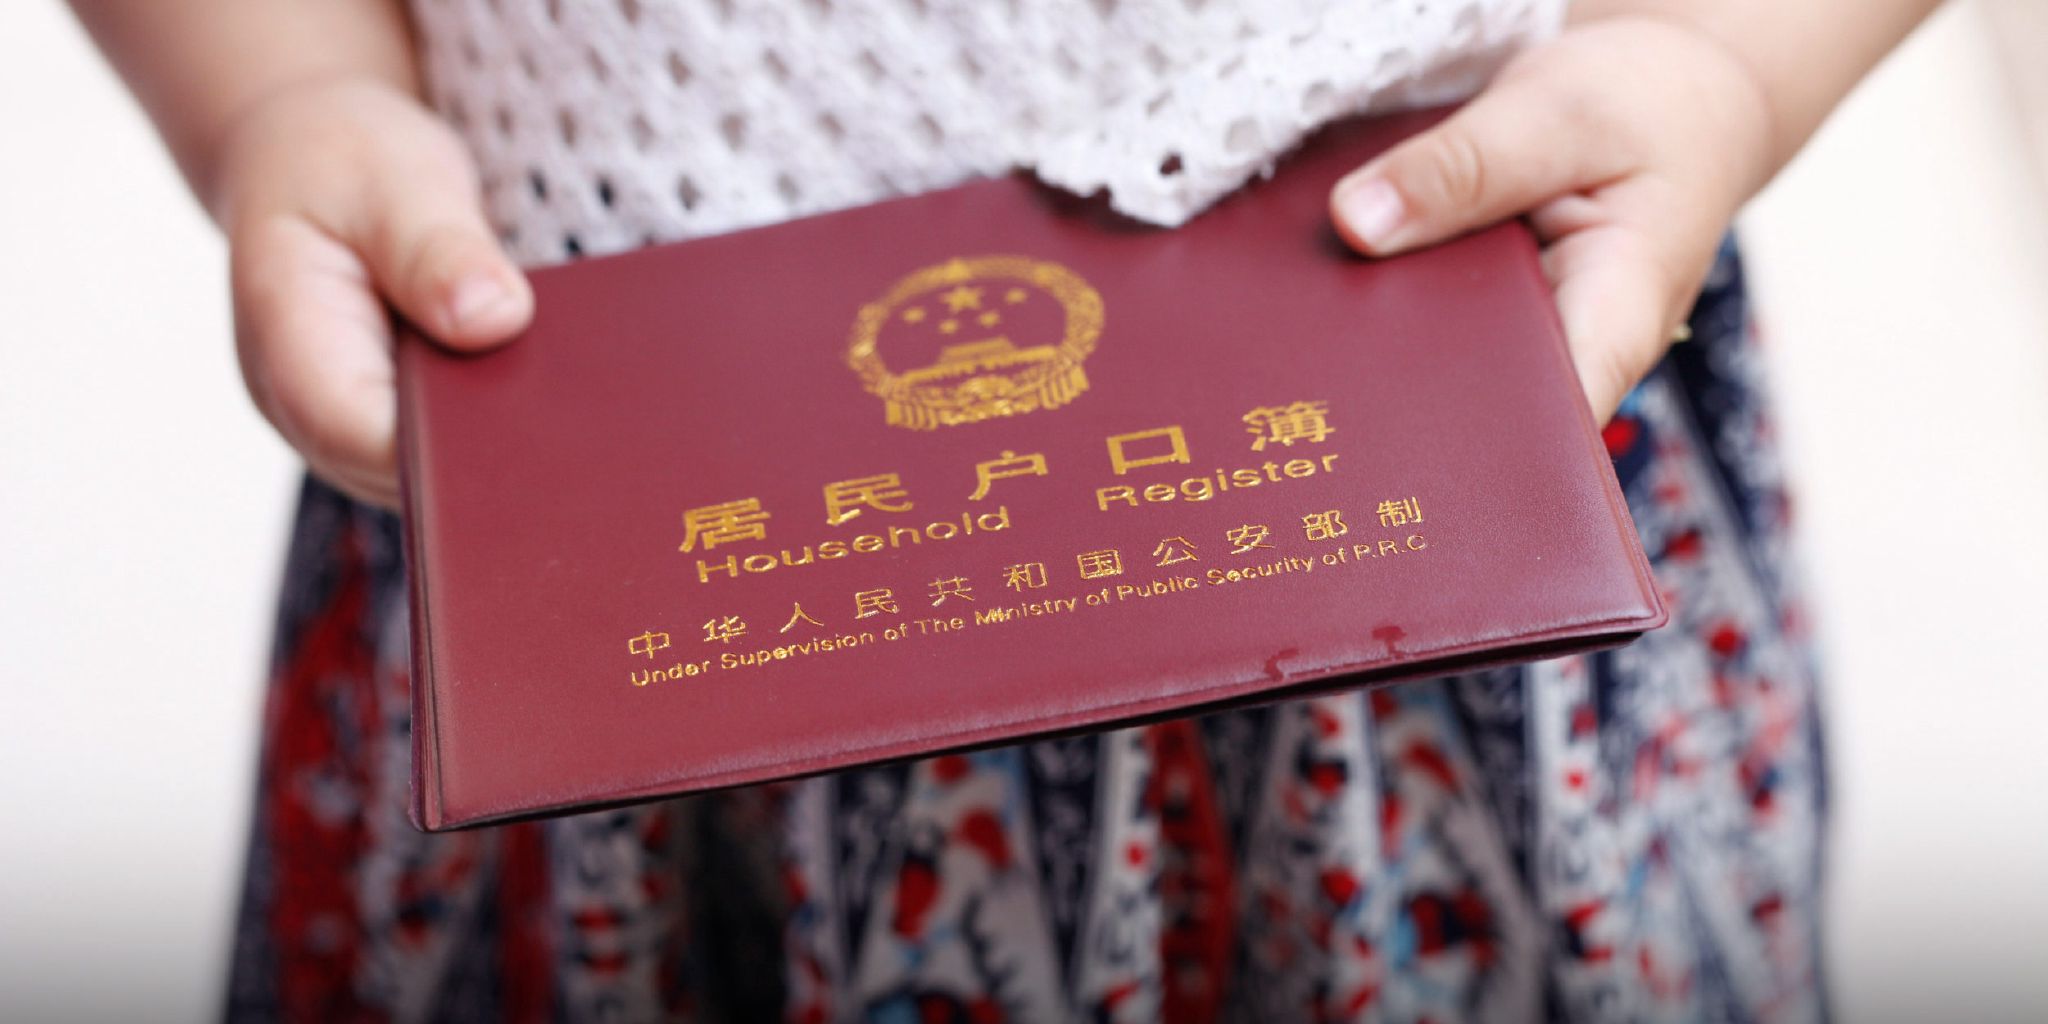 居民户口簿
Household Register
中华人民共和国公安部制
Under Supervision of The Ministry of Public Security of P.R.C